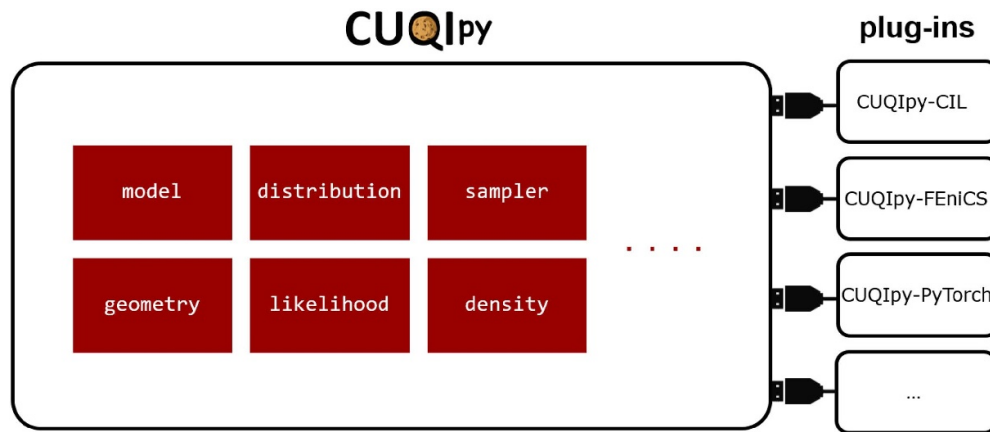 CUQIpy
plug-ins
model
distribution
sampler
geometry
likelihood
density
. . . .
CUQIpy-CIL
CUQIpy-FEniCS
CUQIpy-PyTorch
...